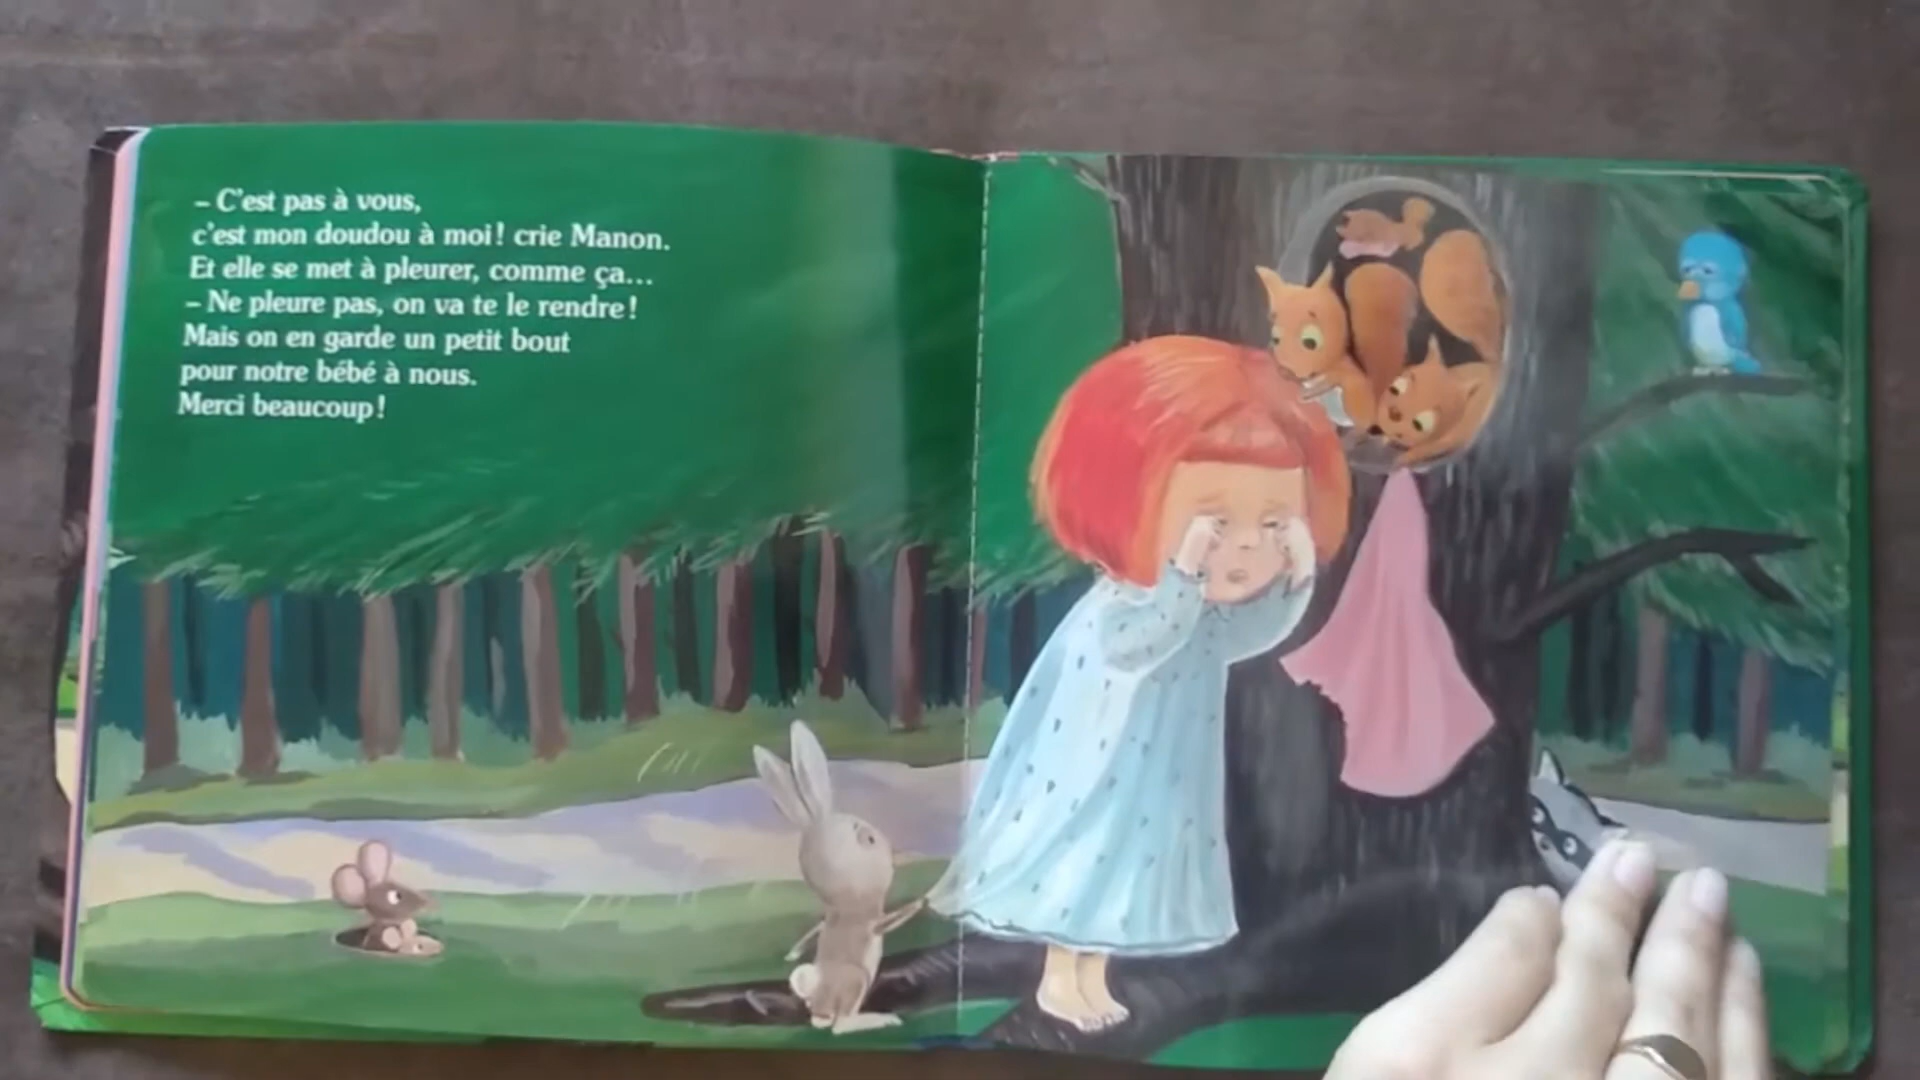 – C'est pas à vous,
c'est mon doudou à moi! crie Manon.
Et elle se met à pleurer, comme ça...
– Ne pleure pas, on va te le rendre!
Mais on en garde un petit bout
pour notre bébé à nous.
Merci beaucoup!